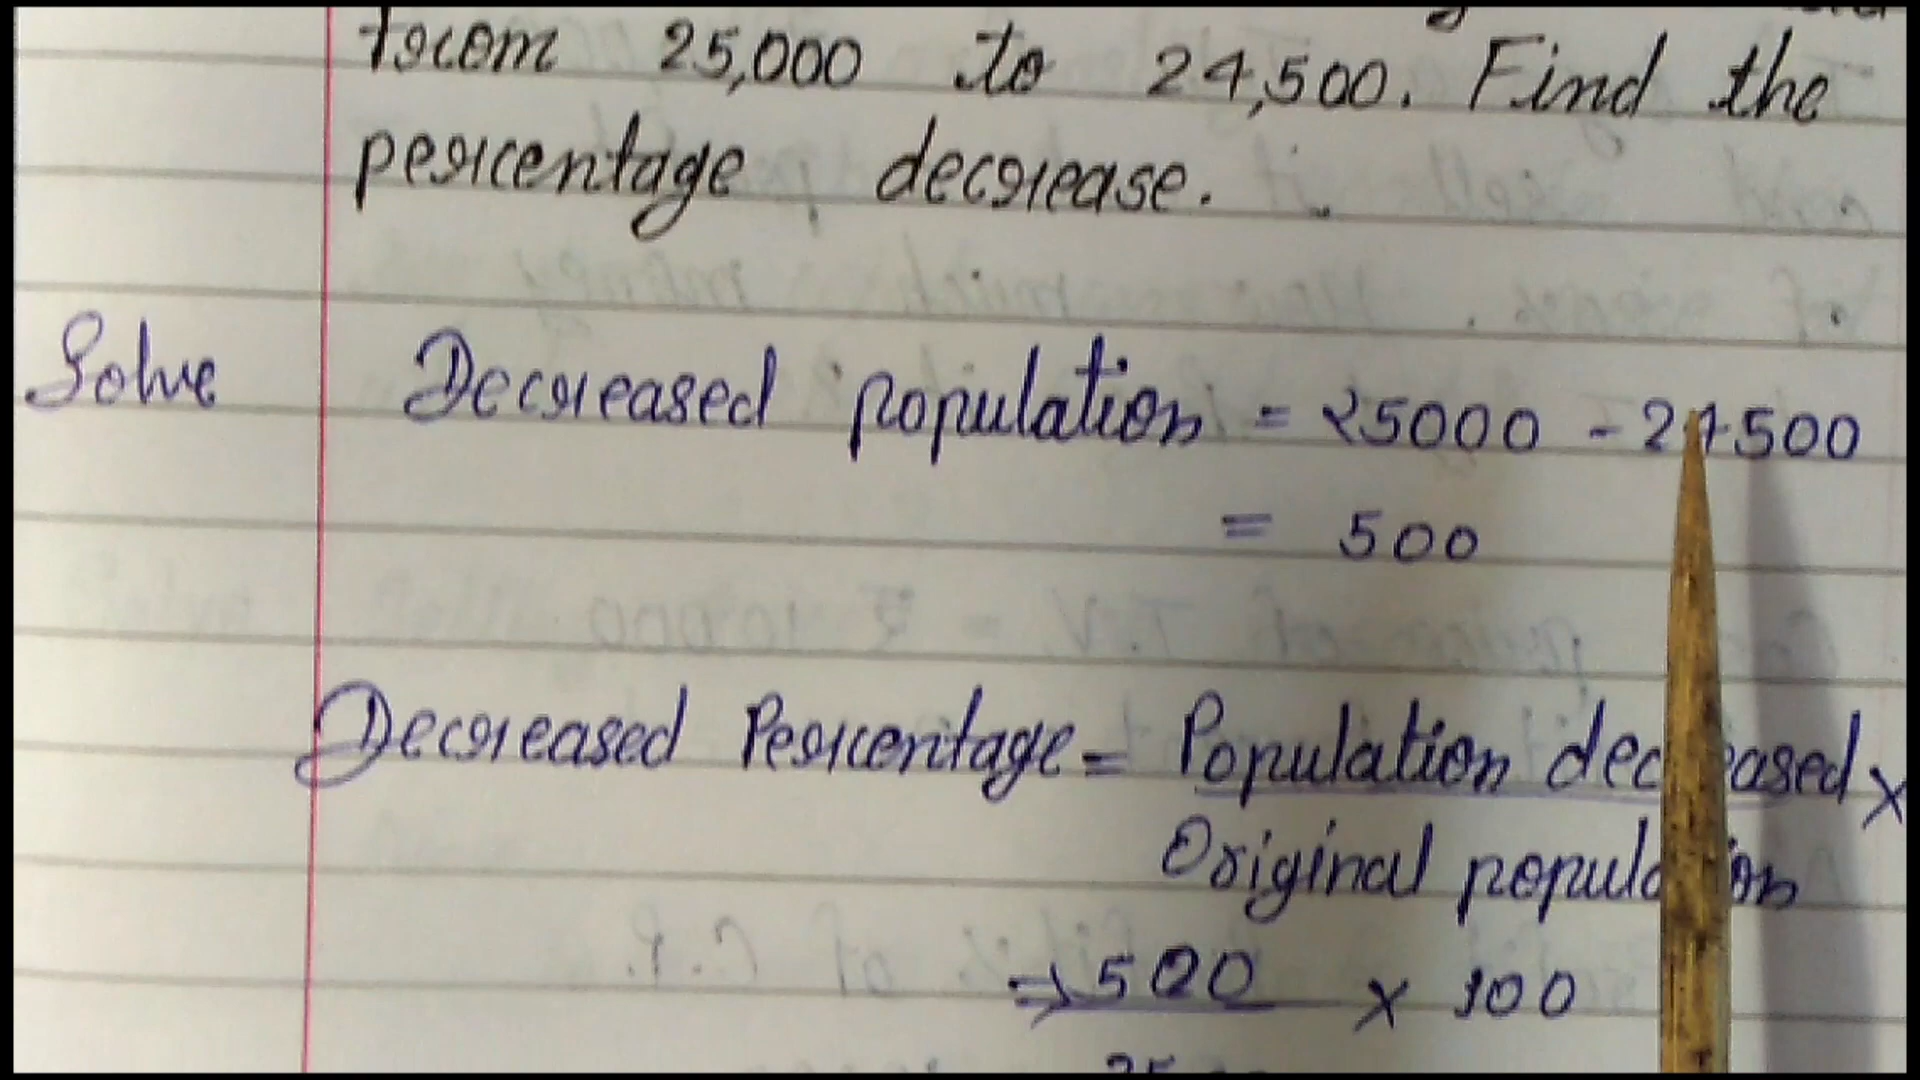 from 25,000 to 24,500. Find the
percentage decrease.
Solve Decreased population = 25000 - 24500
= 500
Decreased Percentage = Population decreased ×
Original population
⇒ 500 × 100